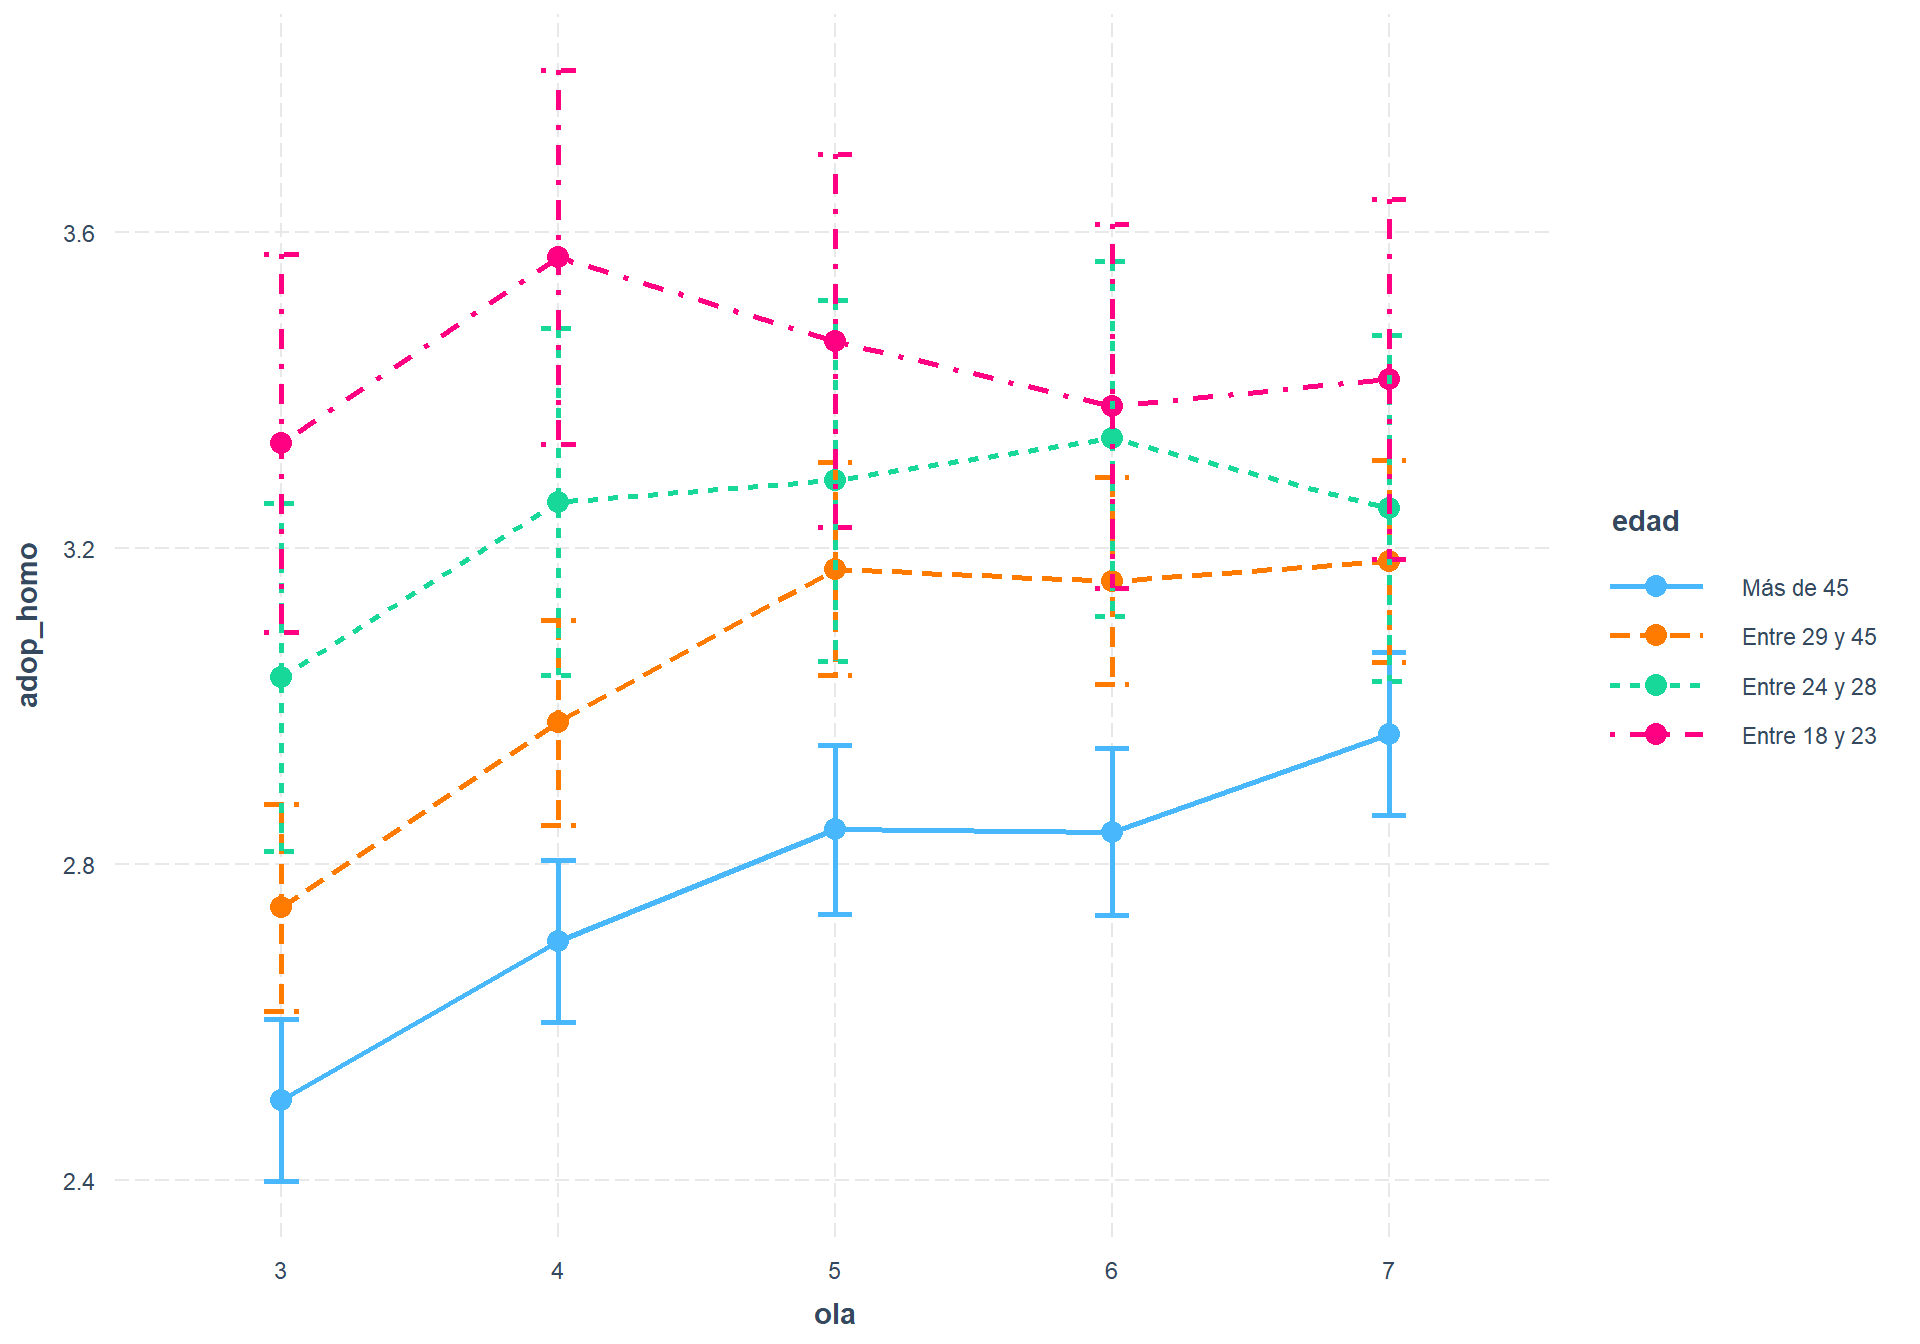 3.6
3.2
2.8
2.4
adop_homo
3
4
5
6
7
ola
edad
Más de 45
Entre 29 y 45
Entre 24 y 28
Entre 18 y 23